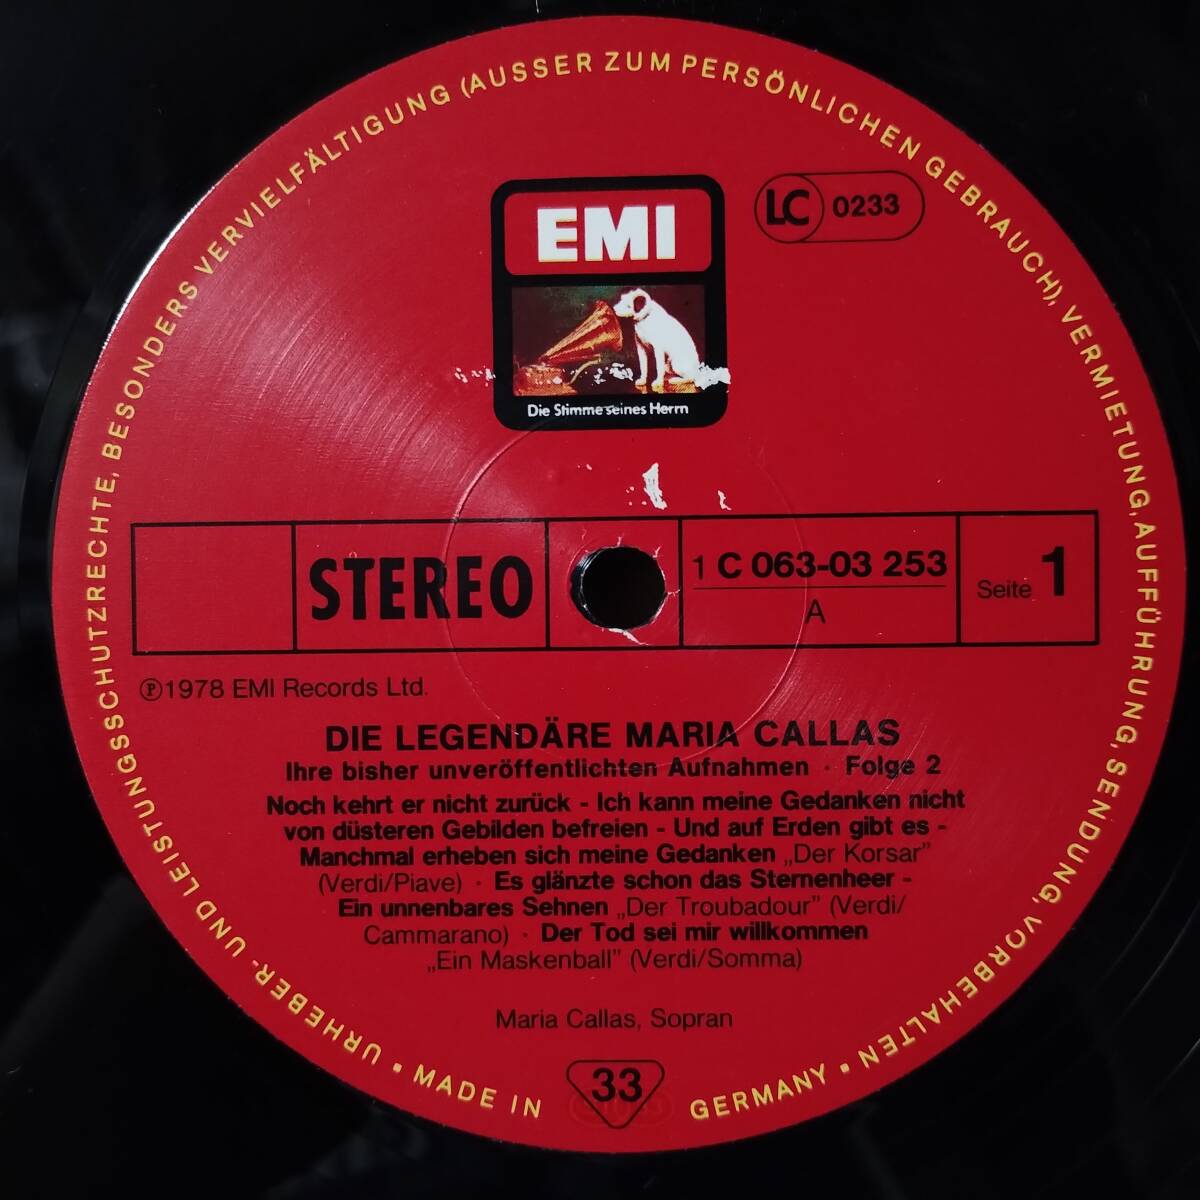 URHEBER- UND LEISTUNGSSCHUTZRECHTE, BESONDERS VERVIELFÄLTIGUNG (AUSSER ZUM PERSÖNLICHEN GEBRAUCH), VERMIETUNG, AUFFÜHRUNG, SENDUNG, VORBEHALTEN ▪
EMI
LC 0233
Die Stimme seines Herrn
STEREO
1 C 063-03 253
A
Seite 1
℗1978 EMI Records Ltd.
DIE LEGENDÄRE MARIA CALLAS
Ihre bisher unveröffentlichten Aufnahmen · Folge 2
Noch kehrt er nicht zurück - Ich kann meine Gedanken nicht
von düsteren Gebilden befreien - Und auf Erden gibt es -
Manchmal erheben sich meine Gedanken „Der Korsar”
(Verdi/Piave) · Es glänzte schon das Sternenheer -
Ein unnenbares Sehnen „Der Troubadour” (Verdi/
Cammarano) · Der Tod sei mir willkommen
„Ein Maskenball” (Verdi/Somma)
Maria Callas, Sopran
33
▪ MADE IN GERMANY